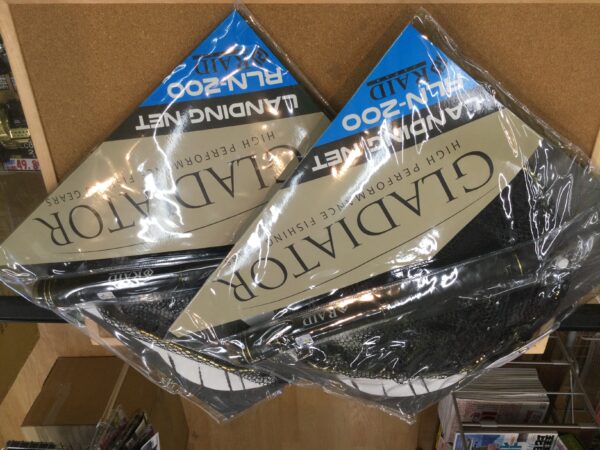 GLADIATOR
HIGH PERFORMANCE FISHING GEARS
LANDING NET
RLN-200
RAID
RAID
GLADIATOR
HIGH PERFORMANCE FISHING
LANDING NET
RLN-200
RAID
RAID